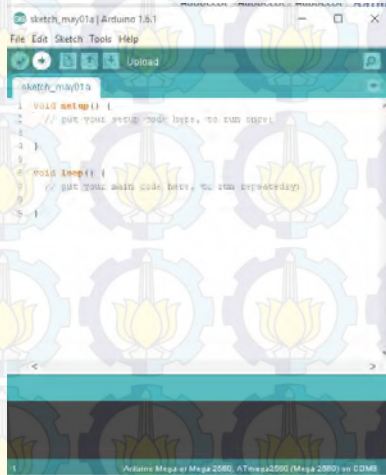 sketch_may01a | Arduino 1.6.1
File Edit Sketch Tools Help
Upload
sketch_may01a
1 void setup() {
2 // put your setup code here, to run once:
3
4 }
5
6 void loop() {
7 // put your main code here, to run repeatedly:
8
9 }
1
Arduino Mega or Mega 2560, ATmega2560 (Mega 2560) on COM8